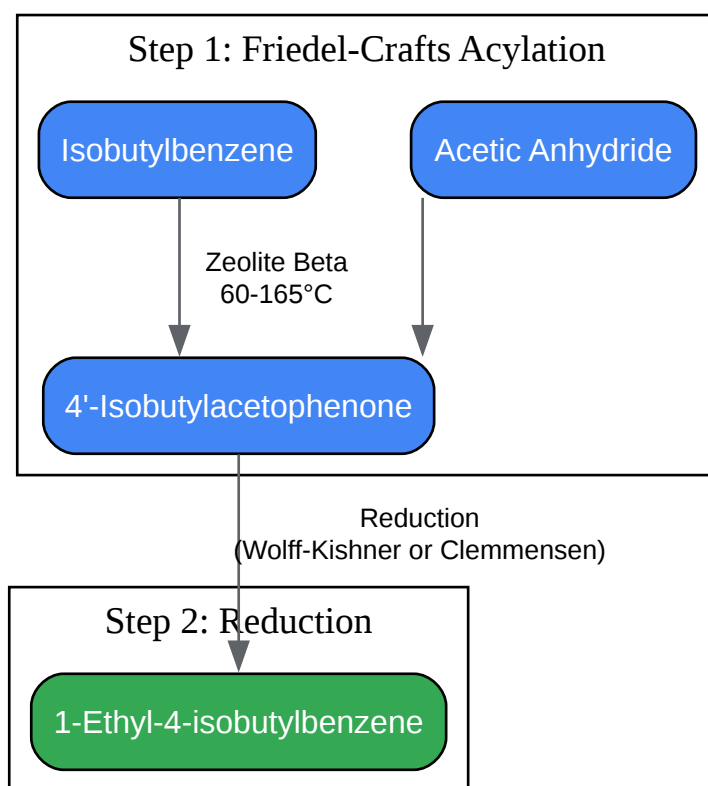 Step 1: Friedel-Crafts Acylation
Isobutylbenzene
Acetic Anhydride
Zeolite Beta
60-165°C
4'-Isobutylacetophenone
Reduction
(Wolff-Kishner or Clemmensen)
Step 2: Reduction
1-Ethyl-4-isobutylbenzene